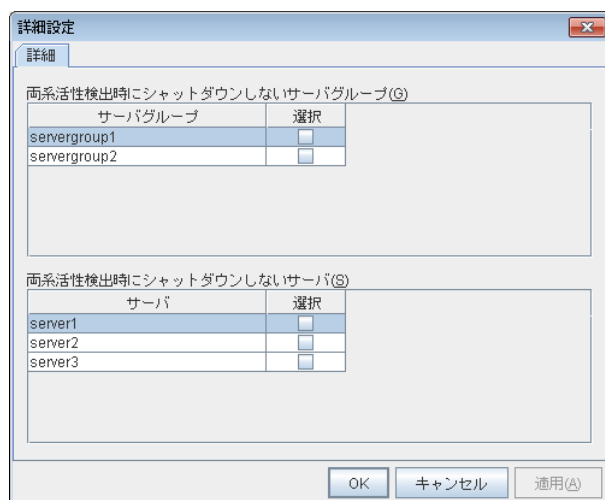 詳細設定
詳細
両系活性検出時にシャットダウンしないサーバグループ(G)
サーバグループ 選択
servergroup1
servergroup2
両系活性検出時にシャットダウンしないサーバ(S)
サーバ 選択
server1
server2
server3
OK キャンセル 適用(A)